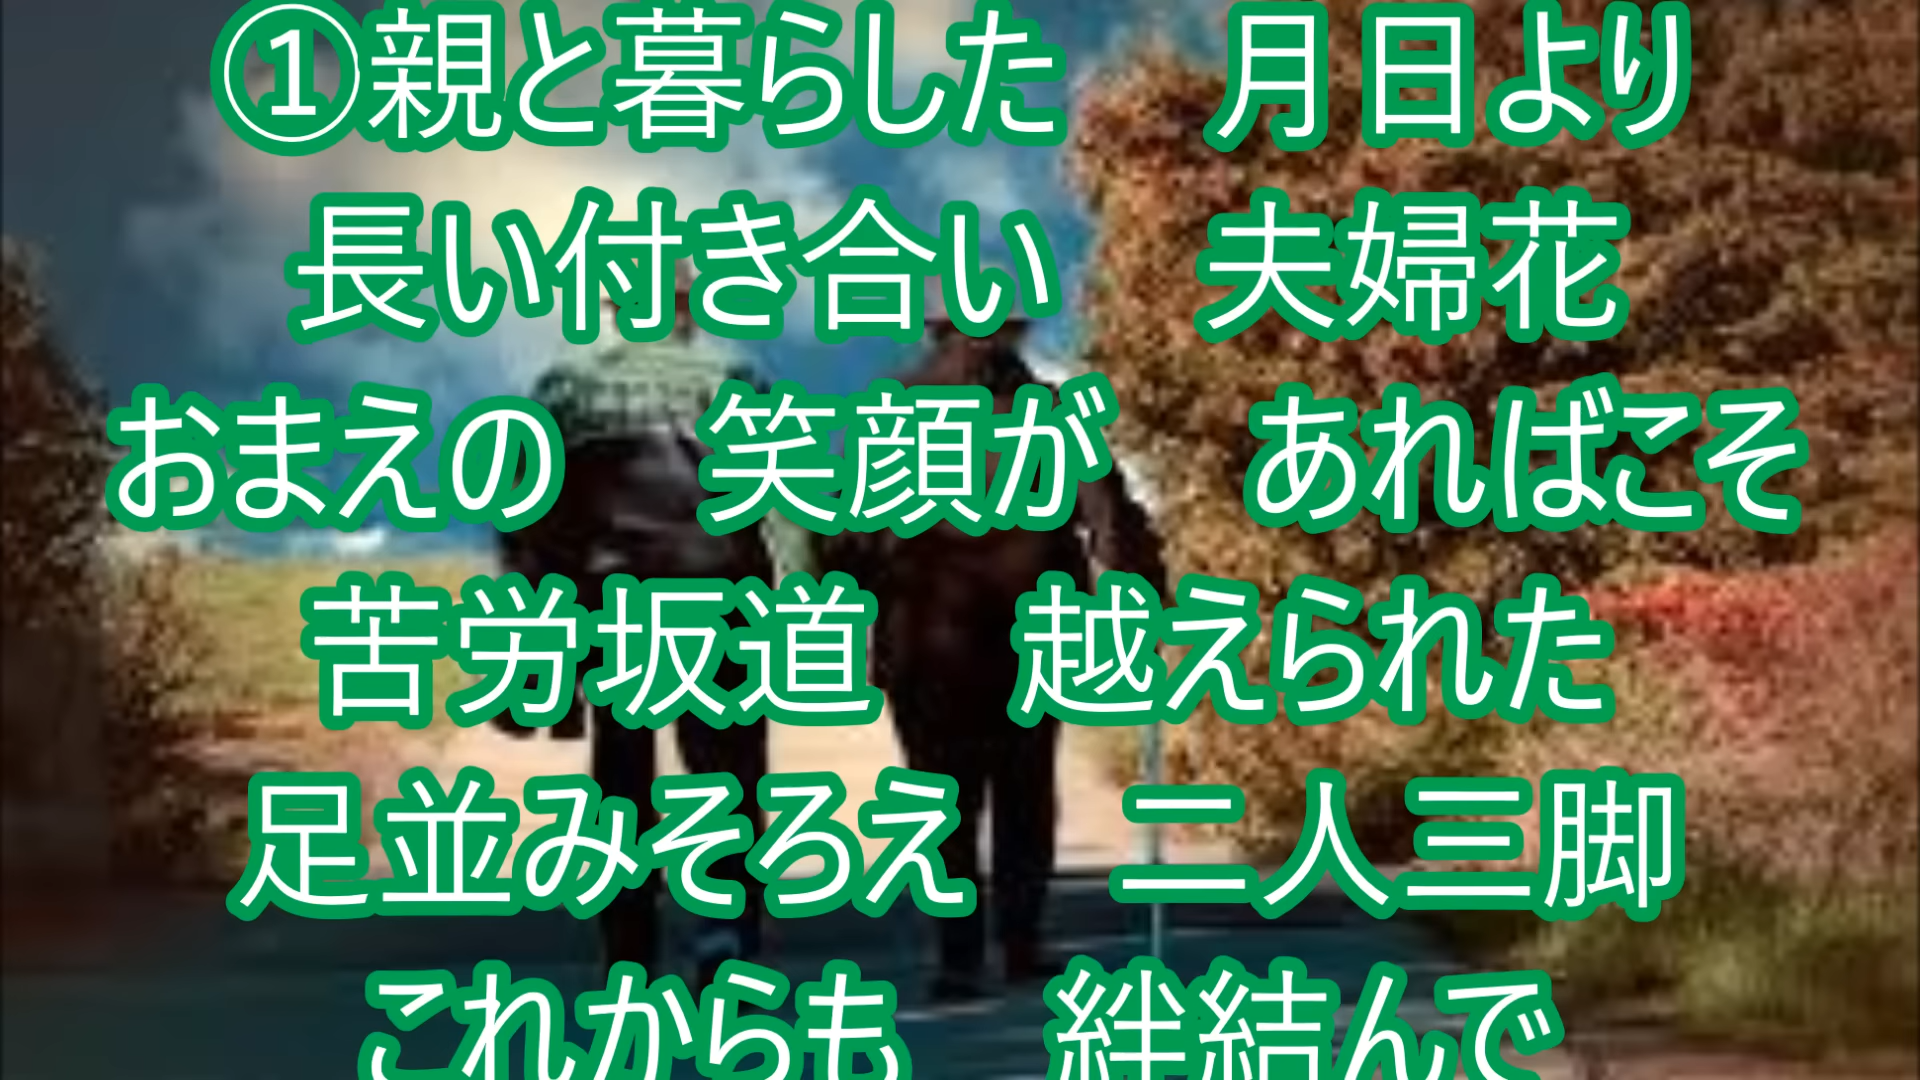 ①親と暮らした　月日より
長い付き合い　夫婦花
おまえの　笑顔が　あればこそ
苦労坂道　越えられた
足並みそろえ　二人三脚
これからも　絆結んで